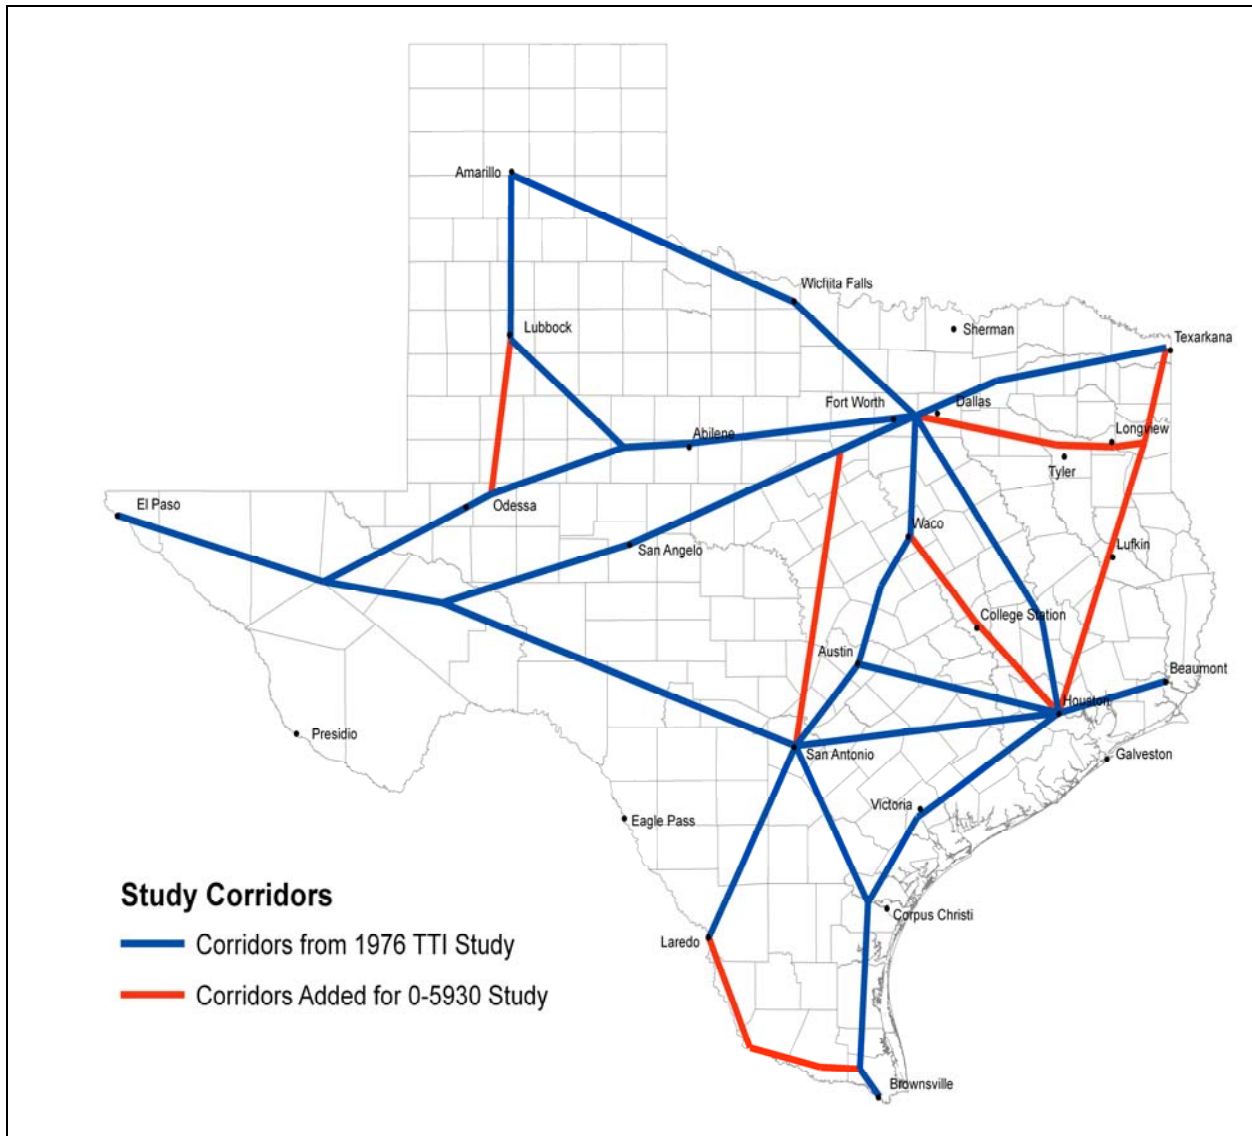 Amarillo
Wichita Falls
Lubbock
Sherman
Texarkana
Fort Worth
Dallas
Abilene
Longview
Tyler
El Paso
Odessa
Waco
San Angelo
Lufkin
College Station
Austin
Beaumont
Houston
Presidio
San Antonio
Galveston
Victoria
Eagle Pass
Study Corridors
Corpus Christi
Corridors from 1976 TTI Study
Laredo
Corridors Added for 0-5930 Study
Brownsville